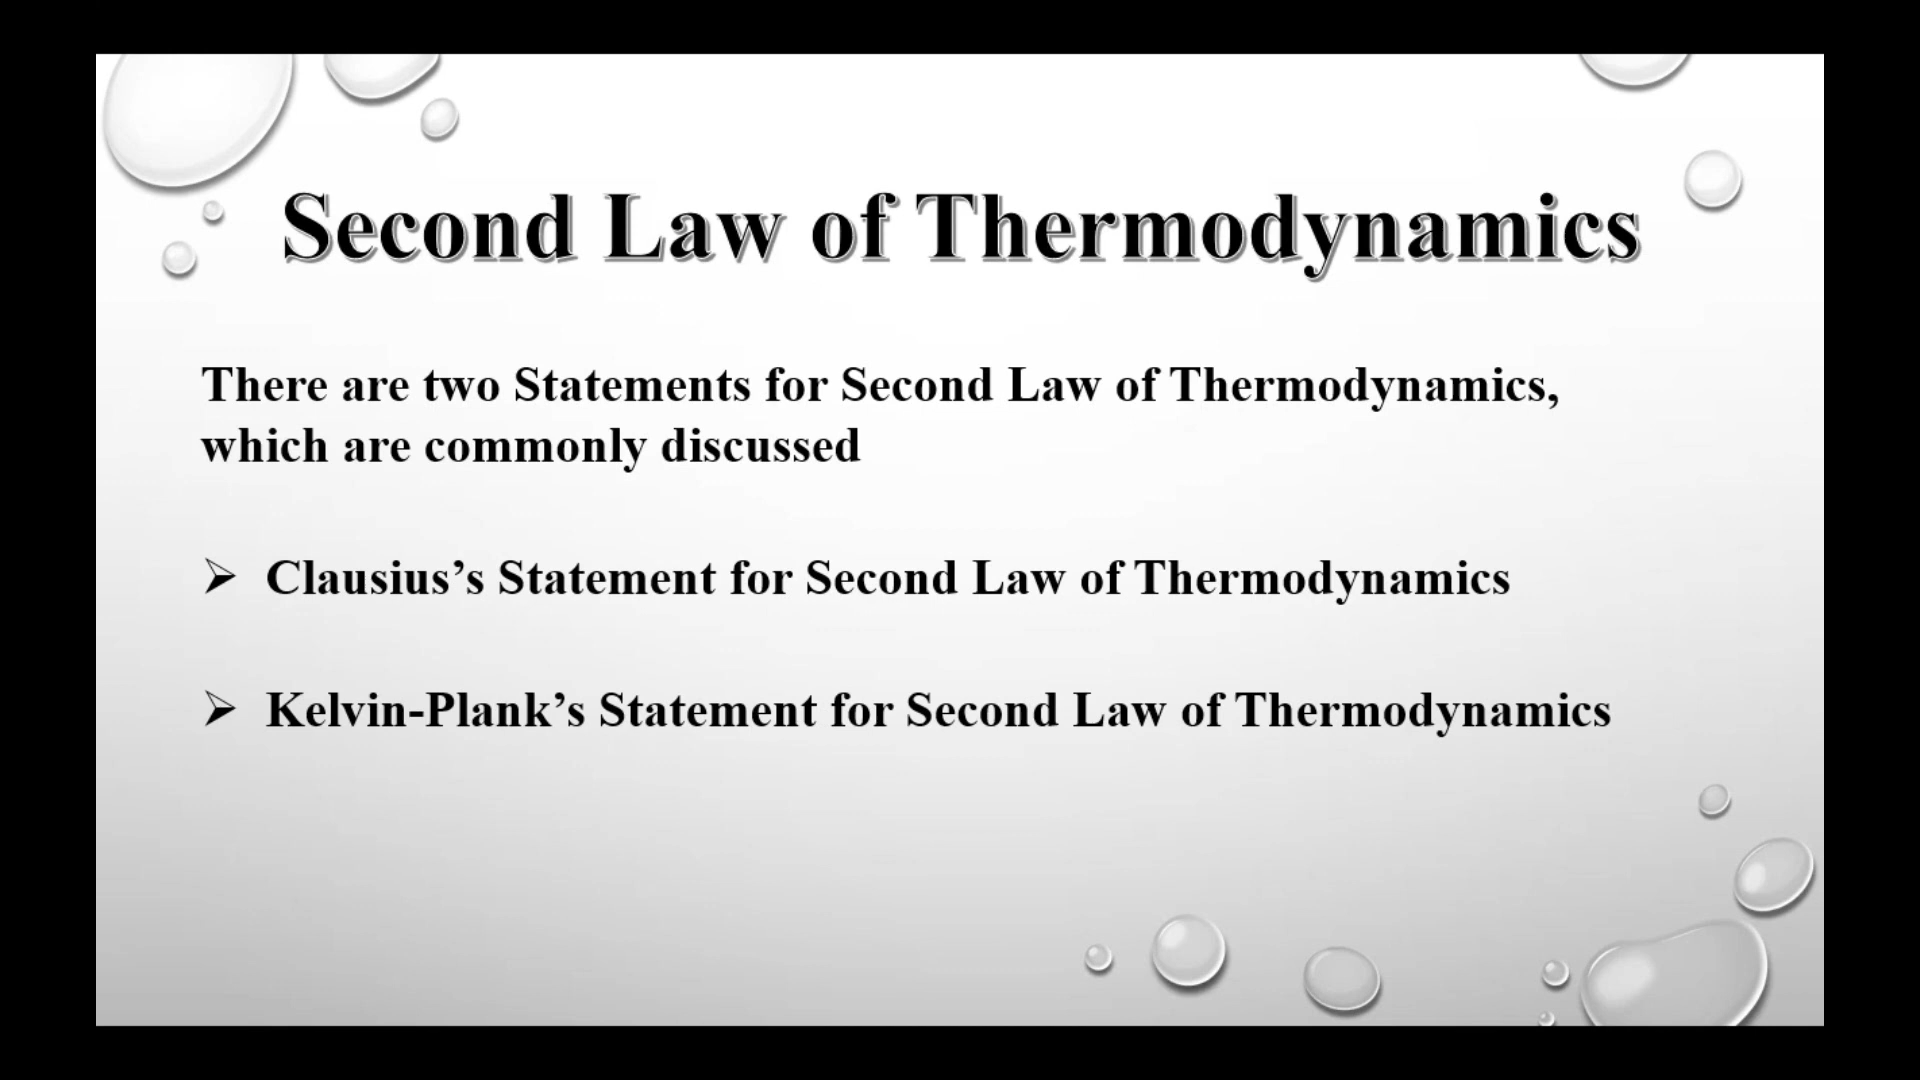 Second Law of Thermodynamics
There are two Statements for Second Law of Thermodynamics,
which are commonly discussed
➢ Clausius’s Statement for Second Law of Thermodynamics
➢ Kelvin-Plank’s Statement for Second Law of Thermodynamics